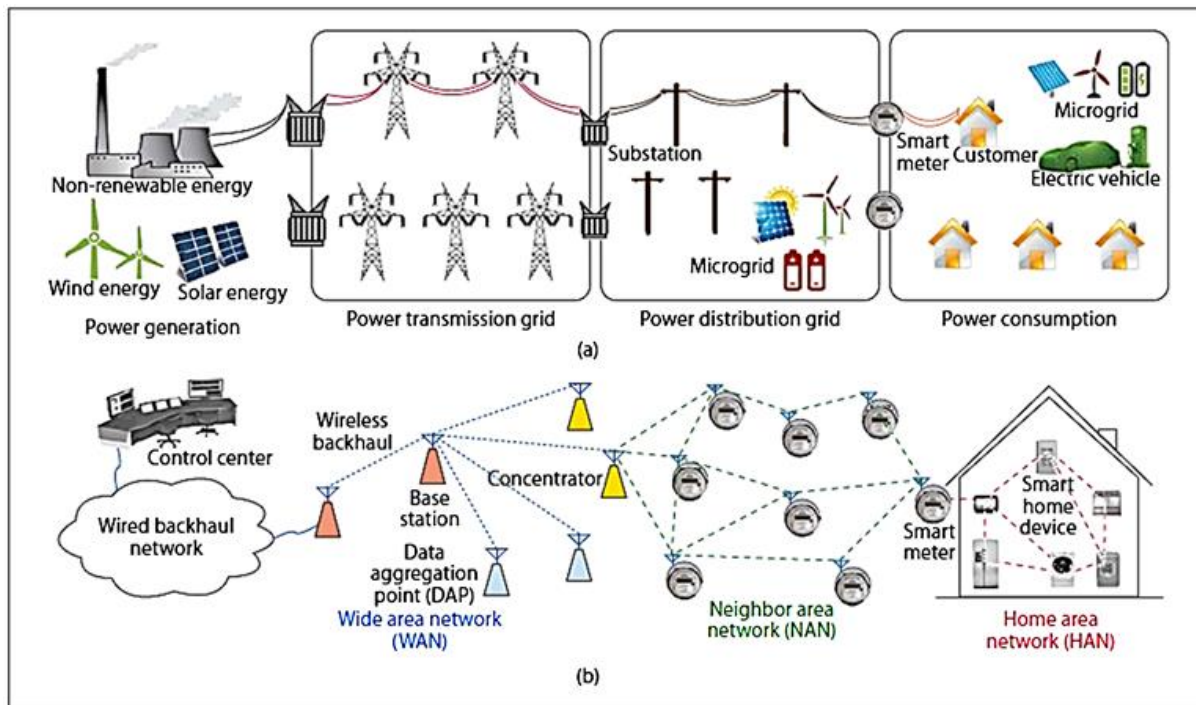 Non-renewable energy
Wind energy
Solar energy
Power generation
Power transmission grid
Substation
Microgrid
Power distribution grid
Smart
meter
Customer
Microgrid
Electric vehicle
Power consumption
(a)
Control center
Wired backhaul
network
Wireless
backhaul
Base
station
Concentrator
Data
aggregation
point (DAP)
Wide area network
(WAN)
Neighbor area
network (NAN)
Smart
meter
Smart
home
device
Home area
network (HAN)
(b)